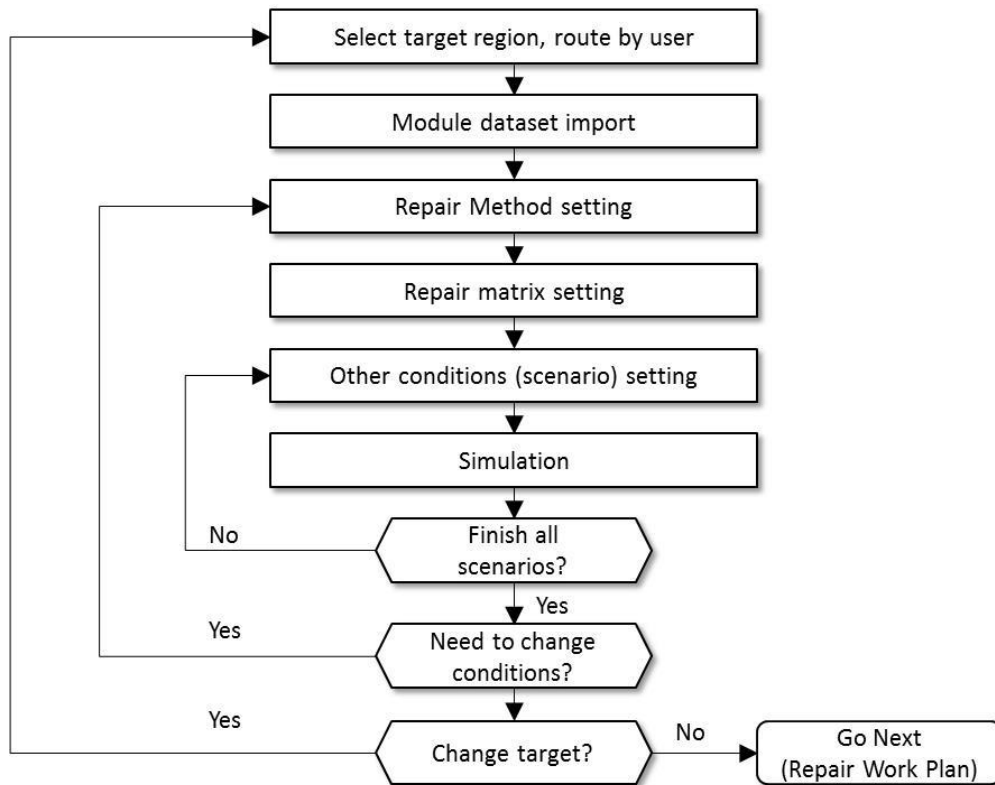 Select target region, route by user
Module dataset import
Repair Method setting
Repair matrix setting
Other conditions (scenario) setting
Simulation
No
Finish all
scenarios?
Yes
Yes
Need to change
conditions?
Yes
Change target?
No
Go Next
(Repair Work Plan)